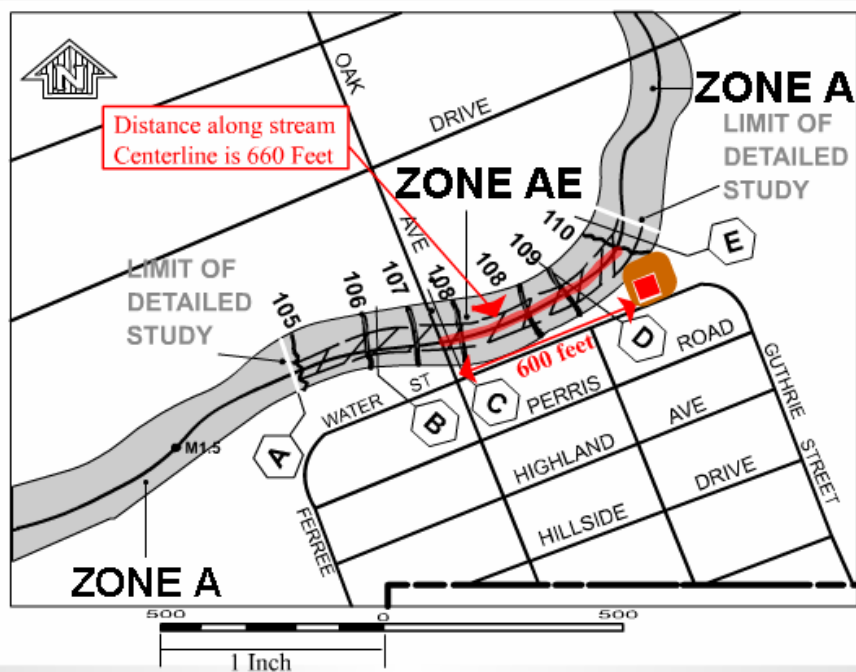 N
OAK
AVE
DRIVE
Distance along stream
Centerline is 660 Feet
ZONE A
LIMIT OF
DETAILED
STUDY
ZONE AE
110
109
108
108
107
106
105
LIMIT OF
DETAILED
STUDY
E
D
C
B
A
600 feet
WATER ST
PERRIS ROAD
GUTHRIE STREET
HIGHLAND AVE
HILLSIDE DRIVE
FERREE
M1.5
ZONE A
500 0 500
1 Inch